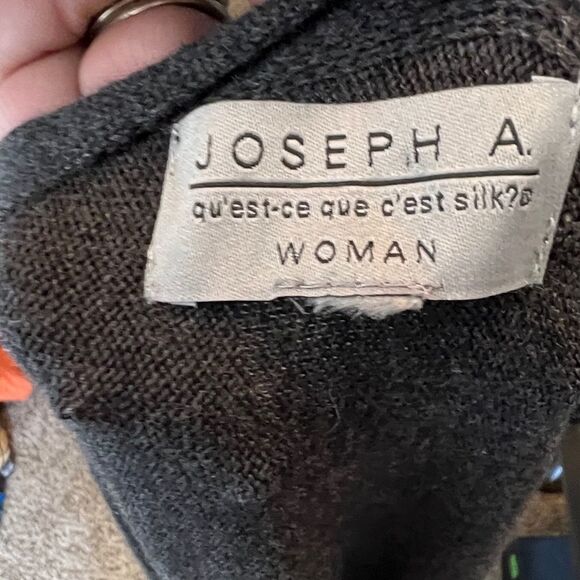 JOSEPH A.
qu'est-ce que c'est silk?®
WOMAN